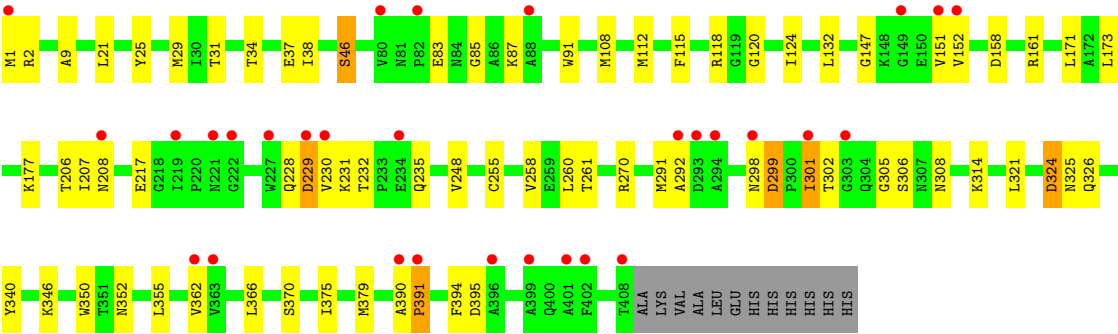 M1 R2 A9 L21 Y25 M29 I30 T31 T34 E37 I38 S46 V80 N81 P82 E83 N84 G85 A86 K87 A88 W91 M108 M112 F115 R118 G119 G120 I124 L132 G147 K148 G149 E150 V151 V152 D158 R161 L171 A172 L173
K177 T206 I207 N208 E217 G218 I219 P220 N221 G222 W227 Q228 D229 V230 K231 T232 P233 E234 Q235 V248 C255 V258 E259 L260 T261 R270 M291 A292 D293 A294 N298 D299 P300 I301 T302 G303 Q304 G305 S306 N307 N308 K314 L321 D324 N325 Q326
Y340 K346 W350 T351 N352 L355 V362 V363 L366 S370 I375 M379 A390 P391 F394 D395 A396 A399 Q400 A401 F402 T408 ALA LYS VAL ALA LEU GLU HIS HIS HIS HIS HIS HIS